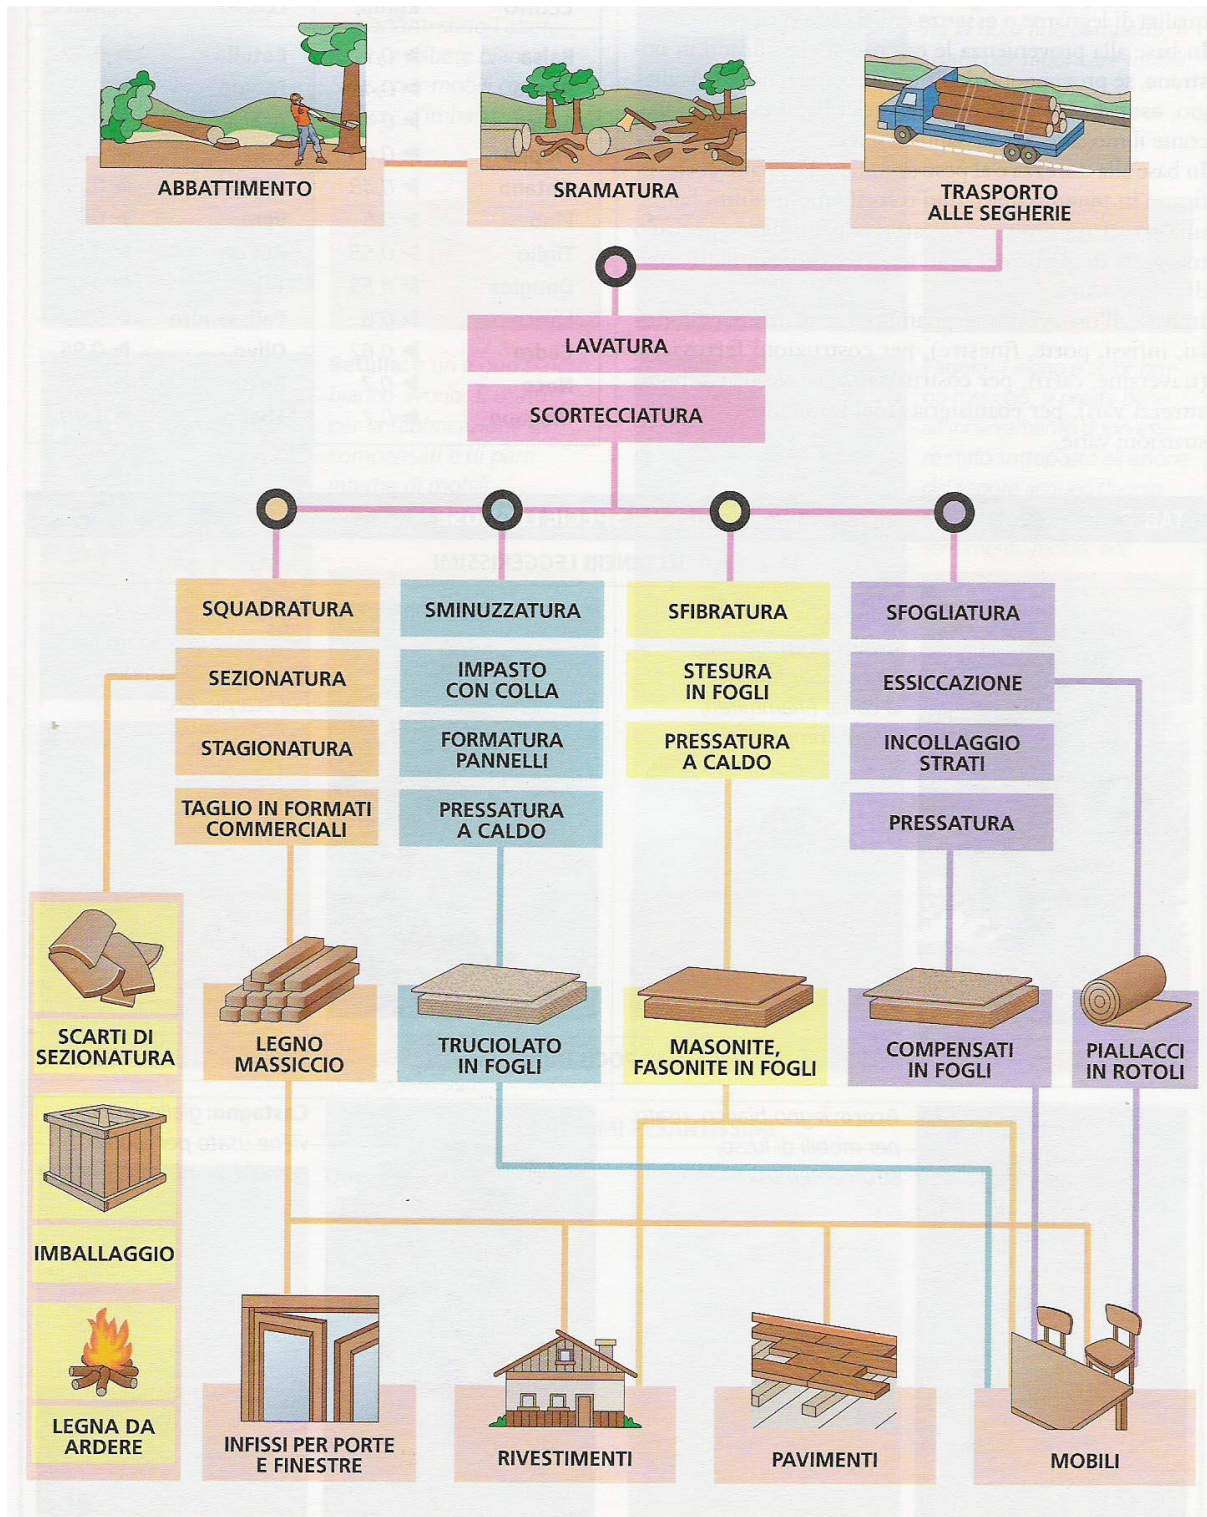 ABBATTIMENTO
SRAMATURA
TRASPORTO
ALLE SEGHERIE
LAVATURA
SCORTECCIATURA
SQUADRATURA
SEZIONATURA
STAGIONATURA
TAGLIO IN FORMATI
COMMERCIALI
SMINUZZATURA
IMPASTO
CON COLLA
FORMATURA
PANNELLI
PRESSATURA
A CALDO
SFIBRATURA
STESURA
IN FOGLI
PRESSATURA
A CALDO
SFOGLIATURA
ESSICCAZIONE
INCOLLAGGIO
STRATI
PRESSATURA
SCARTI DI
SEZIONATURA
IMBALLAGGIO
LEGNA DA
ARDERE
LEGNO
MASSICCIO
TRUCIOLATO
IN FOGLI
MASONITE,
FASONITE IN FOGLI
COMPENSATI
IN FOGLI
PIALLACCI
IN ROTOLI
INFISSI PER PORTE
E FINESTRE
RIVESTIMENTI
PAVIMENTI
MOBILI